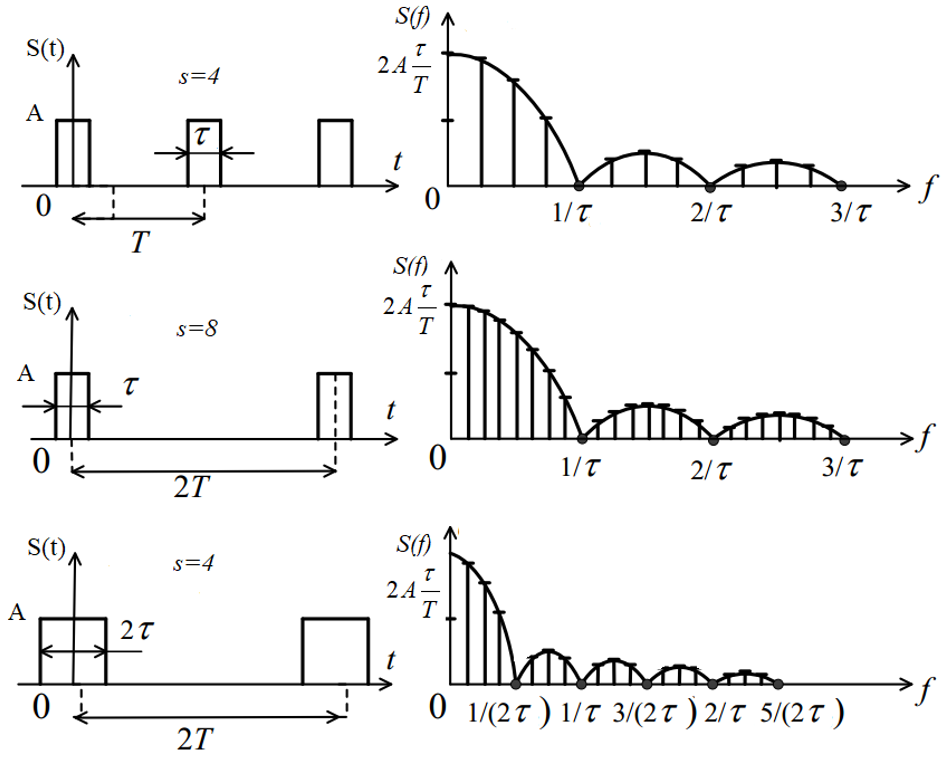 S(t)
s=4
A
τ
t
0
T
S(f)
2A τ/T
0
1/τ 2/τ 3/τ
f
S(t)
s=8
A
τ
t
0
2T
S(f)
2A τ/T
0
1/τ 2/τ 3/τ
f
S(t)
s=4
A
2τ
t
0
2T
S(f)
2A τ/T
0
1/(2τ) 1/τ 3/(2τ) 2/τ 5/(2τ)
f